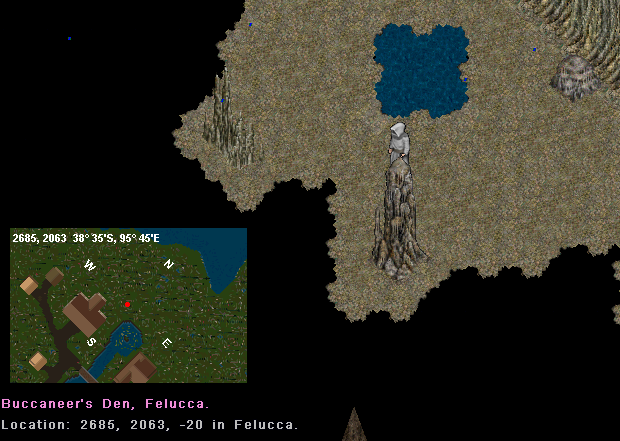 2685, 2063 38° 35'S, 95° 45'E
W N
S E
Buccaneer's Den, Felucca.
Location: 2685, 2063, -20 in Felucca.